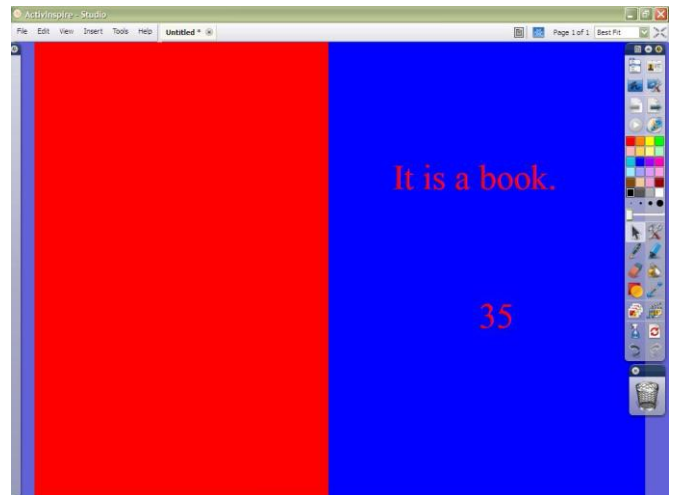 ActivInspire - Studio
File Edit View Insert Tools Help Untitled * Page 1 of 1 Best Fit
It is a book.
35